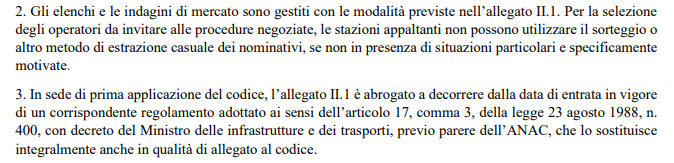 2. Gli elenchi e le indagini di mercato sono gestiti con le modalità previste nell’allegato II.1. Per la selezione
degli operatori da invitare alle procedure negoziate, le stazioni appaltanti non possono utilizzare il sorteggio o
altro metodo di estrazione casuale dei nominativi, se non in presenza di situazioni particolari e specificamente
motivate.
3. In sede di prima applicazione del codice, l’allegato II.1 è abrogato a decorrere dalla data di entrata in vigore
di un corrispondente regolamento adottato ai sensi dell’articolo 17, comma 3, della legge 23 agosto 1988, n.
400, con decreto del Ministro delle infrastrutture e dei trasporti, previo parere dell’ANAC, che lo sostituisce
integralmente anche in qualità di allegato al codice.